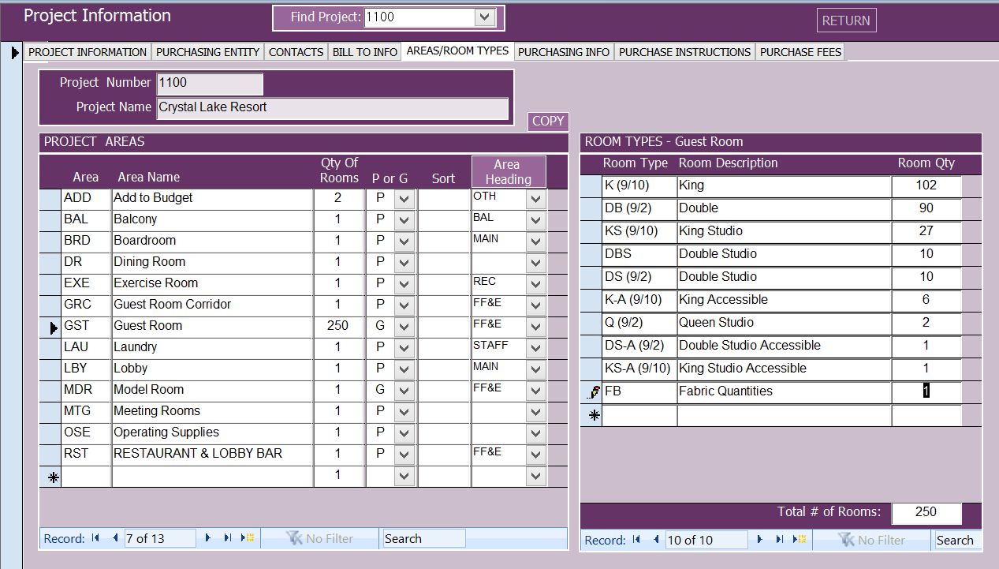 Project Information
Find Project: 1100
RETURN
PROJECT INFORMATION PURCHASING ENTITY CONTACTS BILL TO INFO AREAS/ROOM TYPES PURCHASING INFO PURCHASE INSTRUCTIONS PURCHASE FEES
Project Number 1100
Project Name Crystal Lake Resort
COPY
PROJECT AREAS
Area Area Name Qty Of Rooms P or G Sort Area Heading
ADD Add to Budget 2 P OTH
BAL Balcony 1 P BAL
BRD Boardroom 1 P MAIN
DR Dining Room 1 P
EXE Exercise Room 1 P REC
GRC Guest Room Corridor 1 P FF&E
GST Guest Room 250 G FF&E
LAU Laundry 1 P STAFF
LBY Lobby 1 P MAIN
MDR Model Room 1 G FF&E
MTG Meeting Rooms 1 P
OSE Operating Supplies 1 P
RST RESTAURANT & LOBBY BAR 1 P FF&E
1
Record: 7 of 13 No Filter Search
ROOM TYPES - Guest Room
Room Type Room Description Room Qty
K (9/10) King 102
DB (9/2) Double 90
KS (9/10) King Studio 27
DBS Double Studio 10
DS (9/2) Double Studio 10
K-A (9/10) King Accessible 6
Q (9/2) Queen Studio 2
DS-A (9/2) Double Studio Accessible 1
KS-A (9/10) King Studio Accessible 1
FB Fabric Quantities 1
Total # of Rooms: 250
Record: 10 of 10 No Filter Search